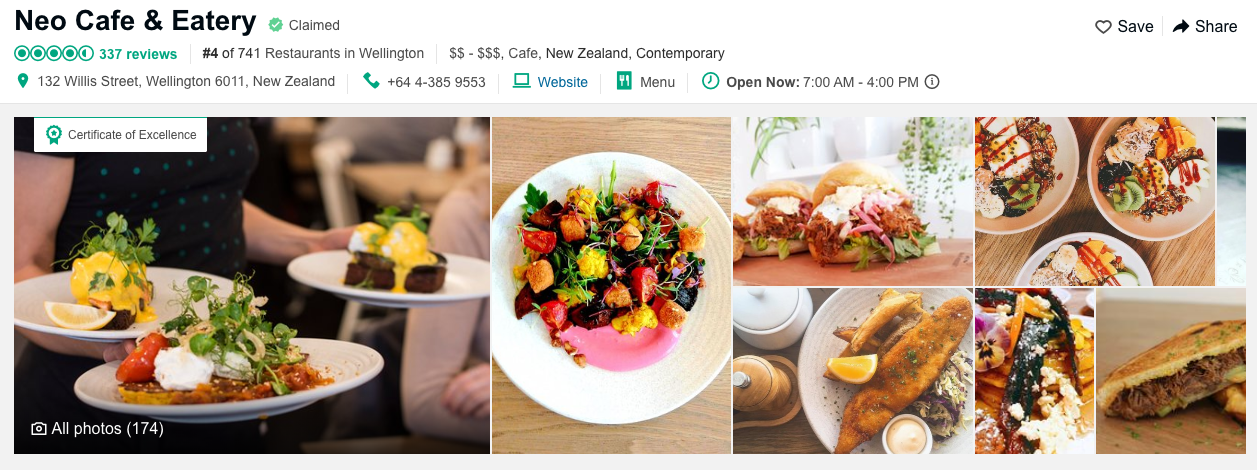 Neo Cafe & Eatery Claimed
Save Share
337 reviews #4 of 741 Restaurants in Wellington $$ - $$$, Cafe, New Zealand, Contemporary
132 Willis Street, Wellington 6011, New Zealand +64 4-385 9553 Website Menu Open Now: 7:00 AM - 4:00 PM
Certificate of Excellence
All photos (174)